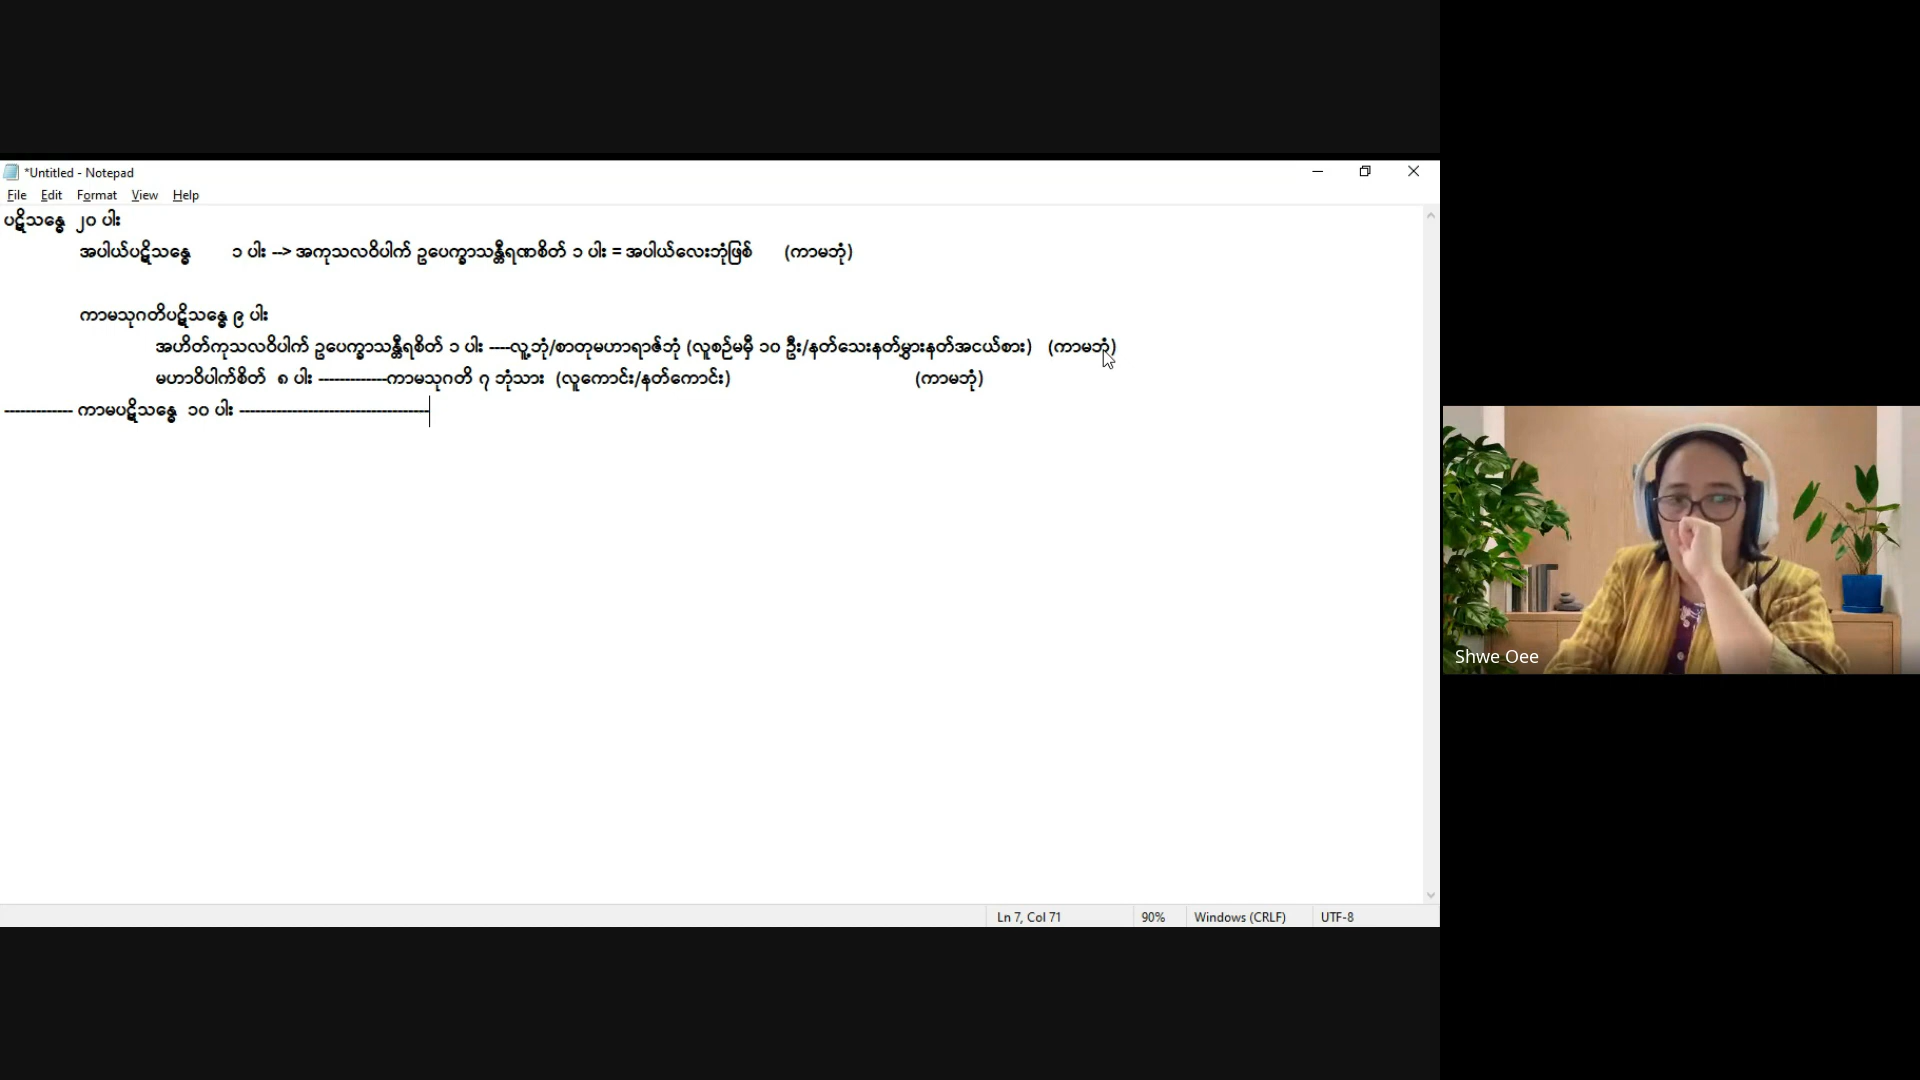 *Untitled - Notepad
File Edit Format View Help
ပဋိသန္ဓေ ၂၀ ပါး
အပါယ်ပဋိသန္ဓေ ၁ ပါး --> အကုသလဝိပါက် ဥပေက္ခာသန္တီရဏစိတ် ၁ ပါး = အပါယ်လေးဘုံဖြစ် (ကာမဘုံ)
ကာမသုဂတိပဋိသန္ဓေ ၉ ပါး
အဟိတ်ကုသလဝိပါက် ဥပေက္ခာသန္တီရစိတ် ၁ ပါး ----လူ့ဘုံ/စာတုမဟာရာဇ်ဘုံ (လူစဉ်မမှီ ၁၀ ဦး/နတ်သေးနတ်မွှားနတ်အငယ်စား) (ကာမဘုံ)
မဟာဝိပါက်စိတ် ၈ ပါး -------------ကာမသုဂတိ ၇ ဘုံသား (လူကောင်း/နတ်ကောင်း) (ကာမဘုံ)
------------- ကာမပဋိသန္ဓေ ၁၀ ပါး ------------------------------------
Ln 7, Col 71 90% Windows (CRLF) UTF-8
Shwe Oee